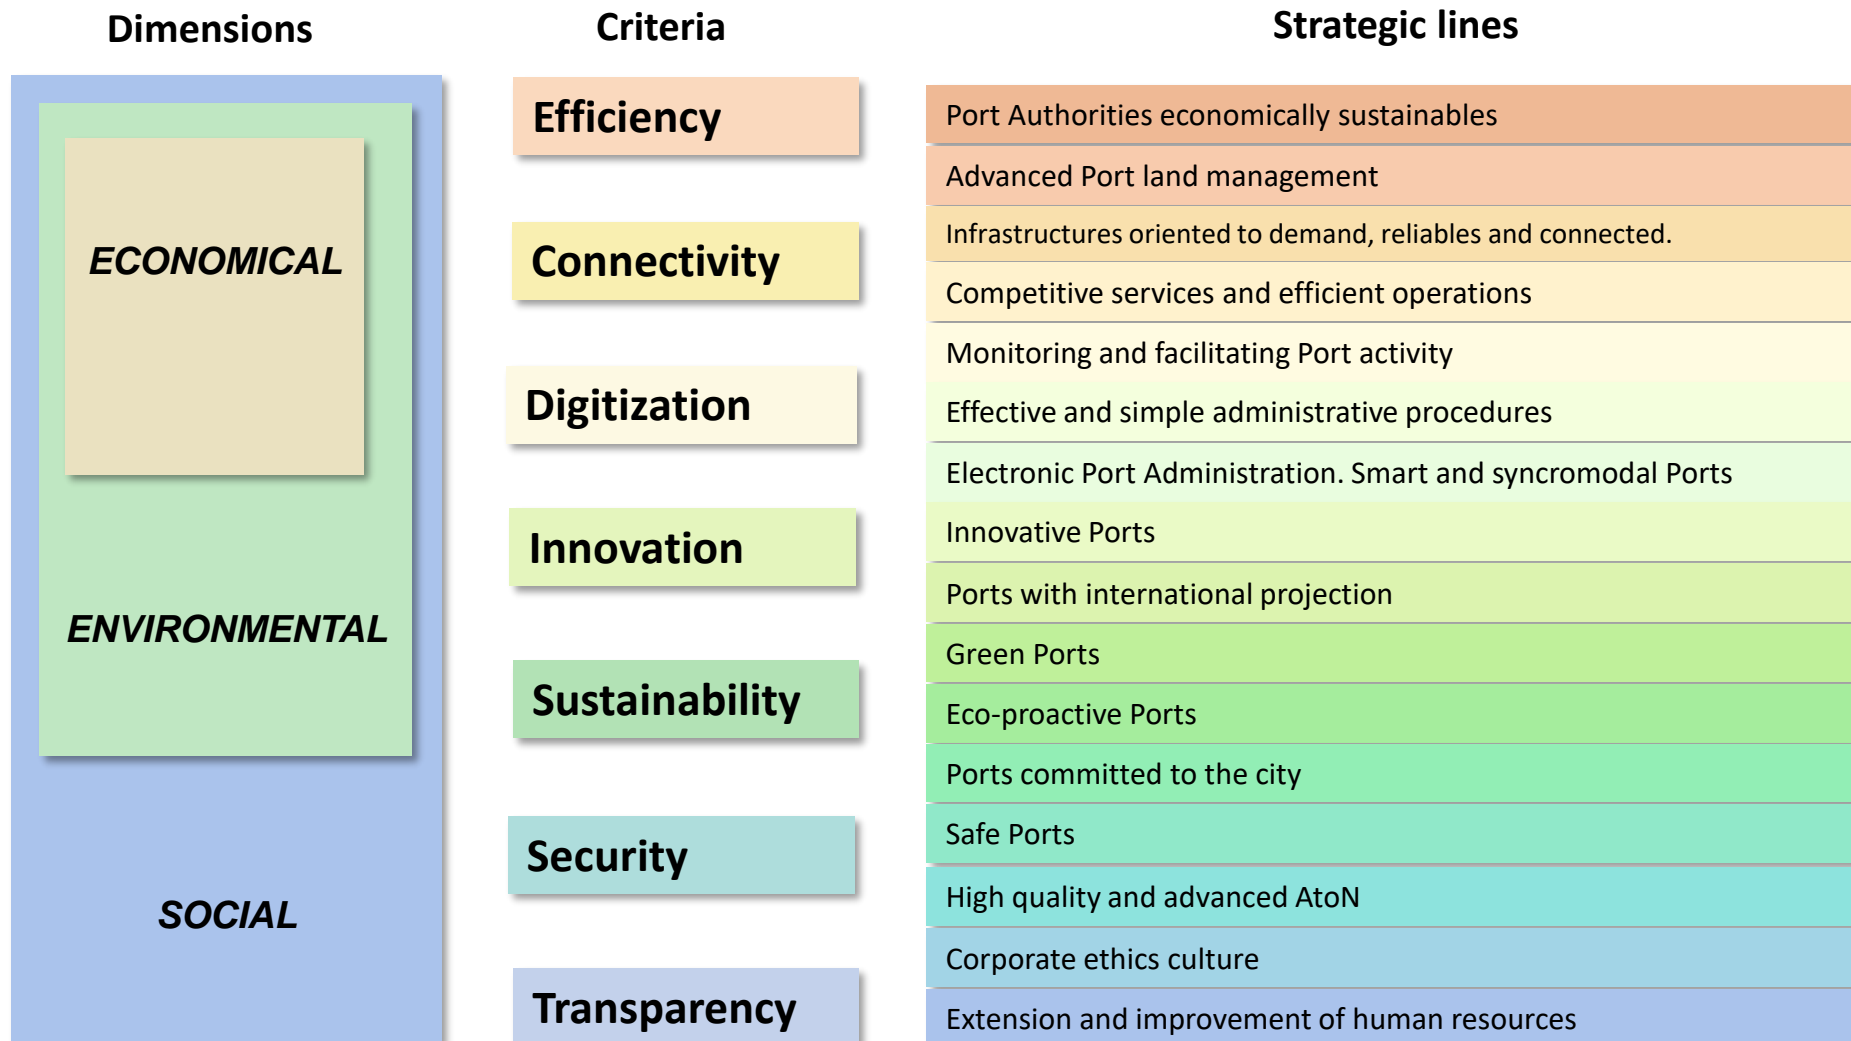 Dimensions
Criteria
Strategic lines
ECONOMICAL
ENVIRONMENTAL
SOCIAL
Efficiency
Connectivity
Digitization
Innovation
Sustainability
Security
Transparency
Port Authorities economically sustainables
Advanced Port land management
Infrastructures oriented to demand, reliables and connected.
Competitive services and efficient operations
Monitoring and facilitating Port activity
Effective and simple administrative procedures
Electronic Port Administration. Smart and syncromodal Ports
Innovative Ports
Ports with international projection
Green Ports
Eco-proactive Ports
Ports committed to the city
Safe Ports
High quality and advanced AtoN
Corporate ethics culture
Extension and improvement of human resources